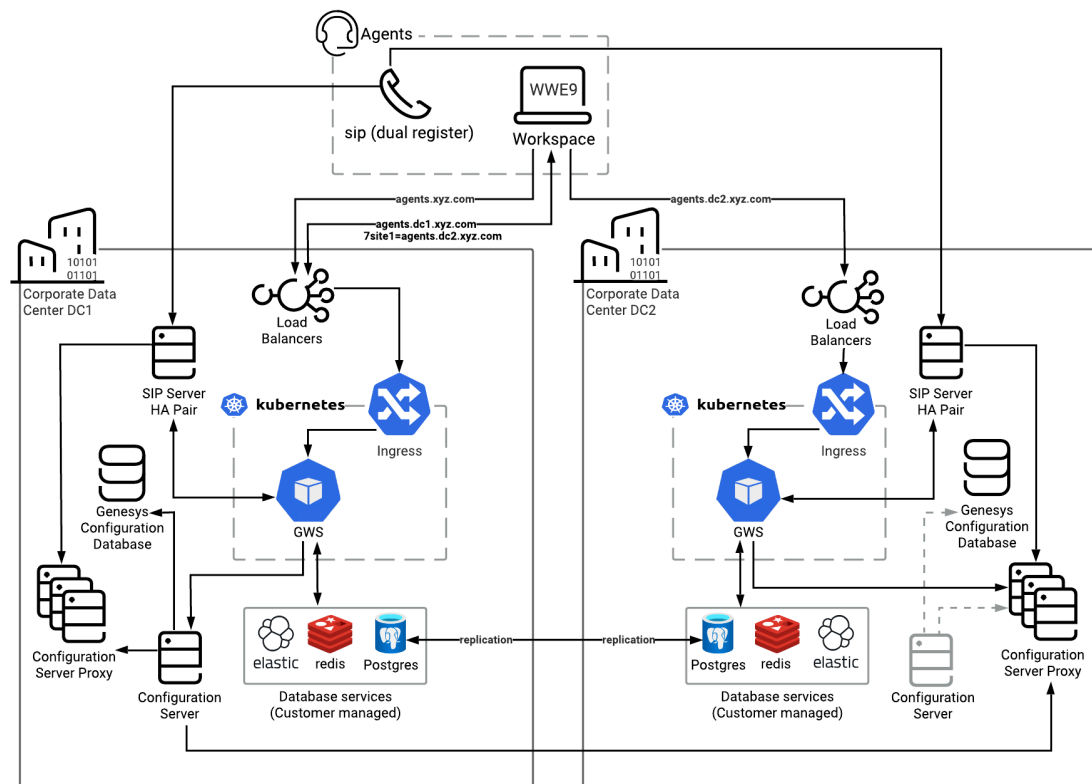 Agents
WWE9
sip (dual register)
Workspace
agents.xyz.com
agents.dc2.xyz.com
agents.dc1.xyz.com
7site1=agents.dc2.xyz.com
10101
01101
Corporate Data
Center DC1
10101
01101
Corporate Data
Center DC2
Load
Balancers
Load
Balancers
SIP Server
HA Pair
SIP Server
HA Pair
kubernetes
kubernetes
Ingress
Ingress
Genesys
Configuration
Database
Genesys
Configuration
Database
GWS
GWS
elastic
redis
Postgres
replication
replication
Postgres
redis
elastic
Configuration
Server Proxy
Configuration
Server
Database services
(Customer managed)
Database services
(Customer managed)
Configuration
Server
Configuration
Server Proxy